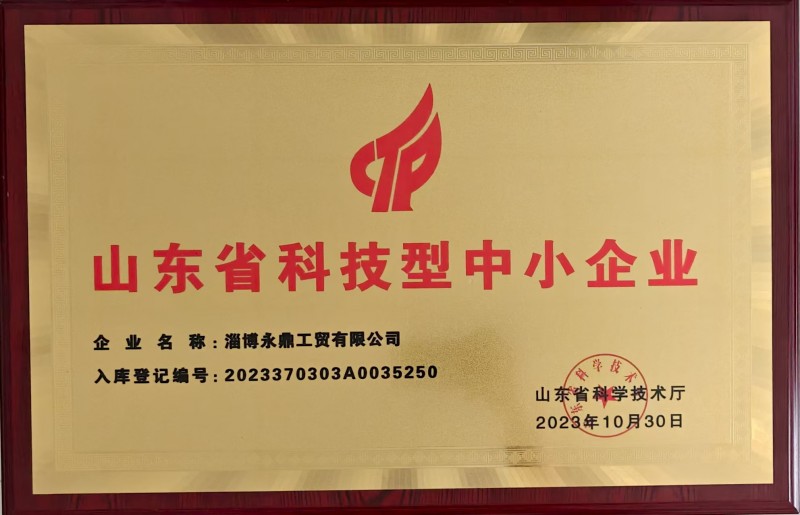 CTP
山东省科技型中小企业
企业名称:淄博永鼎工贸有限公司
入库登记编号:2023370303A0035250
山东省科学技术厅
2023年10月30日